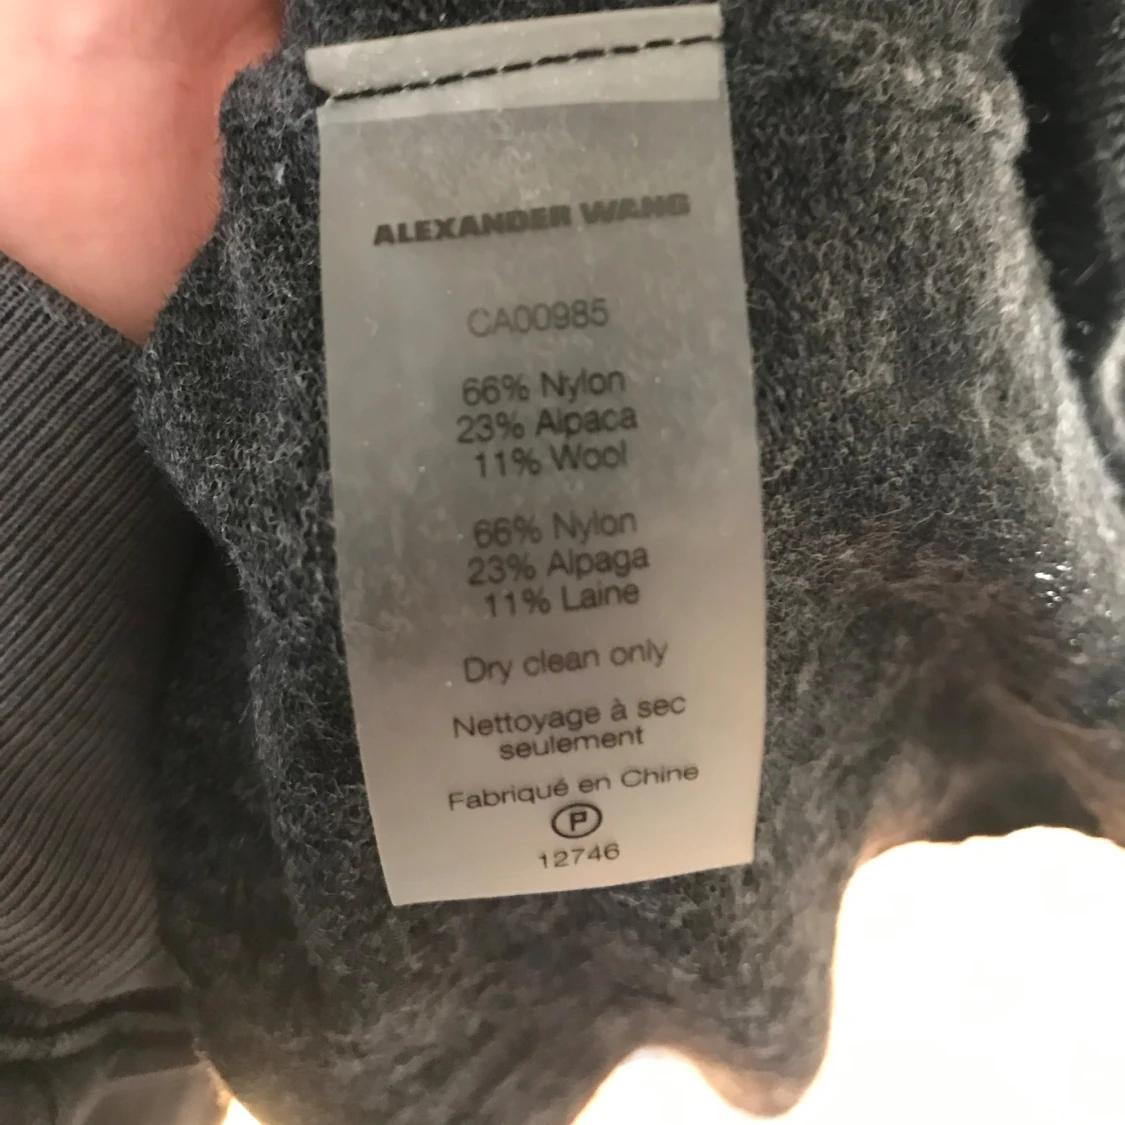 ALEXANDER WANG
CA00985
66% Nylon
23% Alpaca
11% Wool
66% Nylon
23% Alpaga
11% Laine
Dry clean only
Nettoyage à sec
seulement
Fabriqué en Chine
P
12746